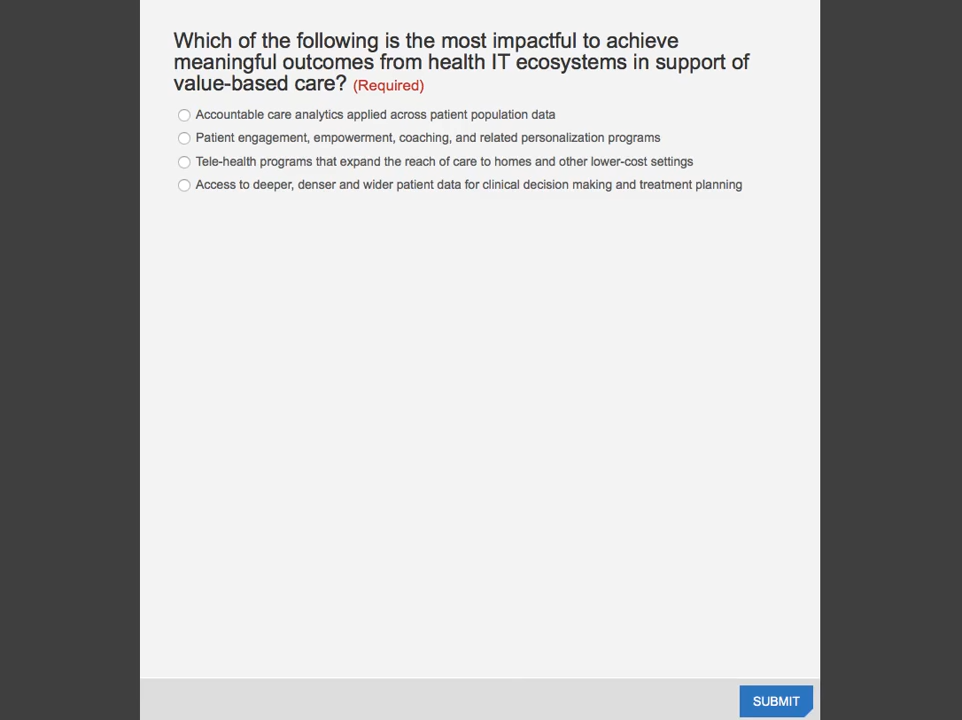 Which of the following is the most impactful to achieve
meaningful outcomes from health IT ecosystems in support of
value-based care? (Required)
Accountable care analytics applied across patient population data
Patient engagement, empowerment, coaching, and related personalization programs
Tele-health programs that expand the reach of care to homes and other lower-cost settings
Access to deeper, denser and wider patient data for clinical decision making and treatment planning
SUBMIT